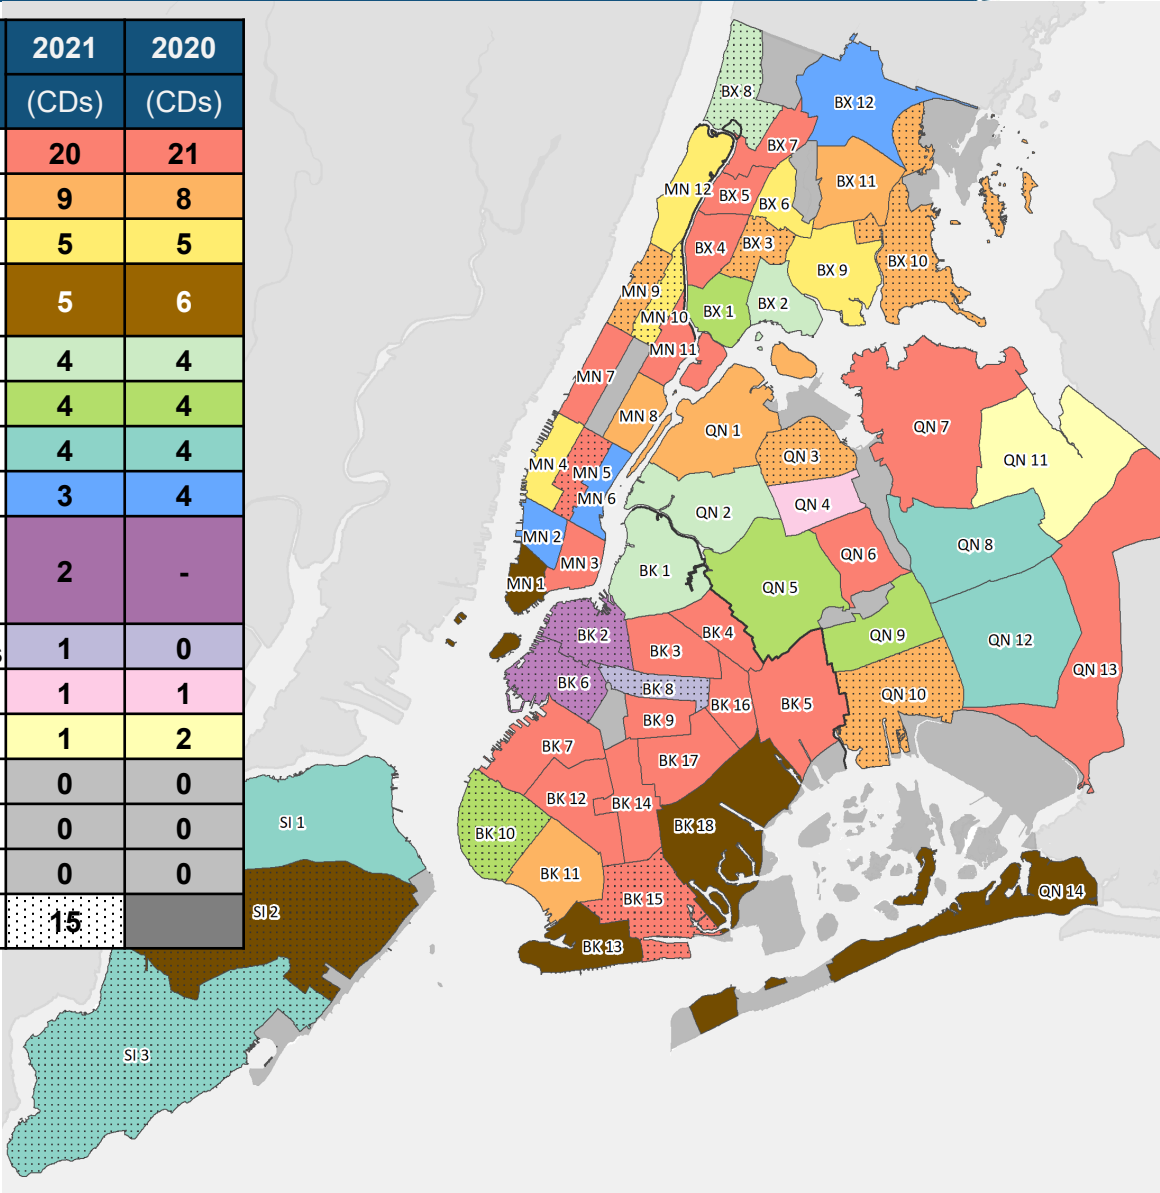 2021 2020
(CDs) (CDs)
20 21
9 8
5 5
5 6
4 4
4 4
4 4
3 4
2 -
1 0
1 1
1 2
0 0
0 0
0 0
15
BX 8
BX 12
BX 7
MN 12
BX 5
BX 6
BX 11
BX 4
BX 3
BX 9
BX 10
MN 9
MN 10
BX 1
BX 2
MN 11
MN 7
MN 8
QN 1
QN 7
QN 3
QN 11
MN 4
MN 5
MN 6
QN 4
QN 2
MN 2
QN 6
QN 8
MN 3
MN 1
BK 1
QN 5
BK 2
BK 4
QN 9
QN 12
BK 3
QN 13
BK 6
BK 8
QN 10
BK 16
BK 5
BK 9
BK 7
BK 17
BK 12
BK 14
SI 1
BK 10
BK 18
BK 11
QN 14
BK 15
SI 2
BK 13
SI 3